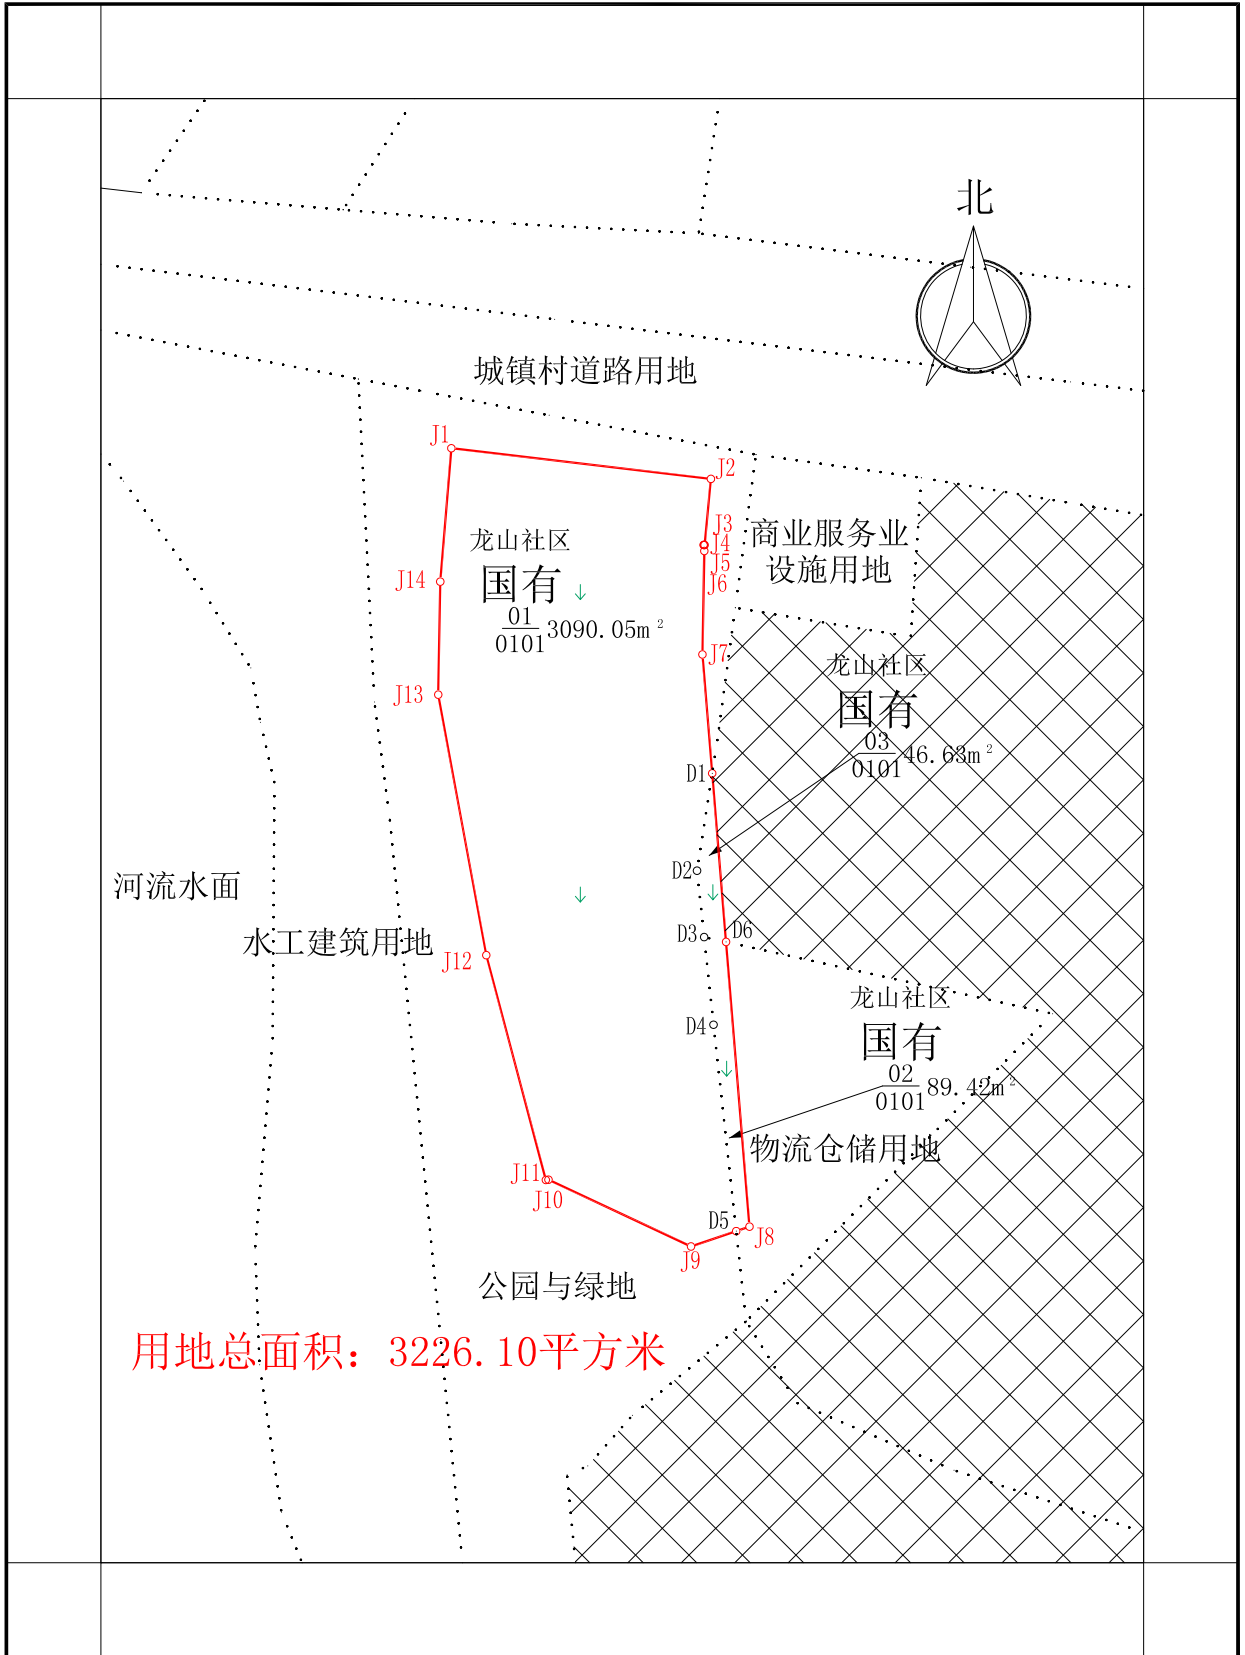 北
城镇村道路用地
J1
J2
J3
J4
J5
J6
商业服务业
设施用地
龙山社区
国有
01
0101
3090.05m²
J14
J7
J13
龙山社区
国有
03
0101
46.63m²
D1
D2
河流水面
水工建筑用地
D3
D6
J12
龙山社区
国有
D4
02
0101
89.42m²
物流仓储用地
J11
J10
D5
J8
J9
公园与绿地
用地总面积：3226.10平方米